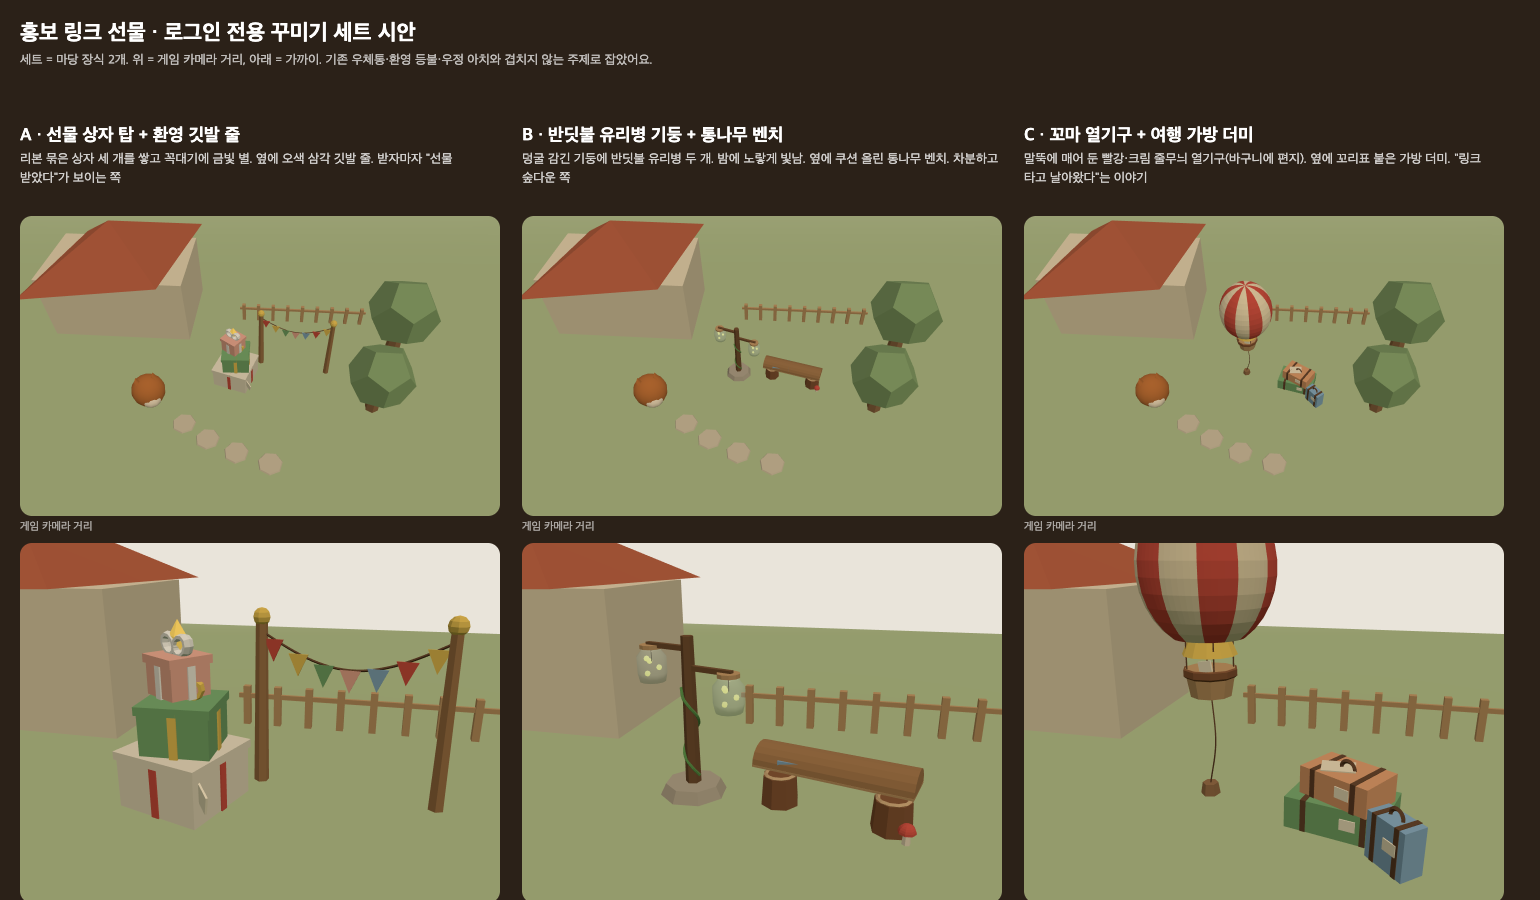 홍보 링크 선물 · 로그인 전용 꾸미기 세트 시안
세트 = 마당 장식 2개. 위 = 게임 카메라 거리, 아래 = 가까이. 기존 우체통·환영 등불·우정 아치와 겹치지 않는 주제로 잡았어요.
A · 선물 상자 탑 + 환영 깃발 줄
리본 묶은 상자 세 개를 쌓고 꼭대기에 금빛 별. 옆에 오색 삼각 깃발 줄. 받자마자 "선물
받았다"가 보이는 쪽
게임 카메라 거리
B · 반딧불 유리병 기둥 + 통나무 벤치
덩굴 감긴 기둥에 반딧불 유리병 두 개. 밤에 노랗게 빛남. 옆에 쿠션 올린 통나무 벤치. 차분하고
숲다운 쪽
게임 카메라 거리
C · 꼬마 열기구 + 여행 가방 더미
말뚝에 매어 둔 빨강·크림 줄무늬 열기구(바구니에 편지). 옆에 꼬리표 붙은 가방 더미. "링크
타고 날아왔다"는 이야기
게임 카메라 거리